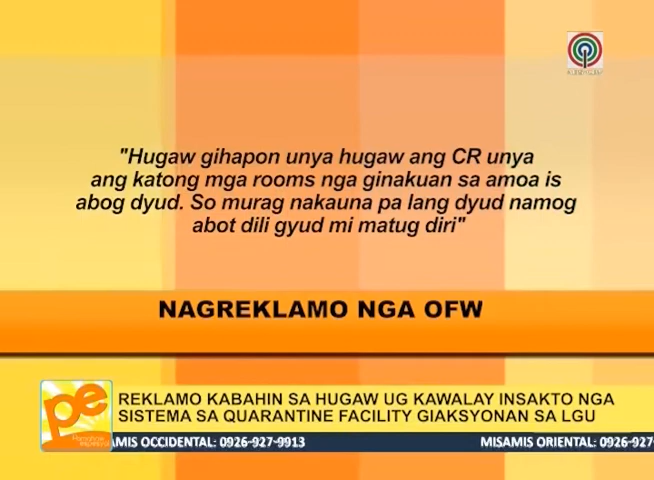 "Hugaw gihapon unya hugaw ang CR unya
ang katong mga rooms nga ginakuan sa amoa is
abog dyud. So murag nakauna pa lang dyud namog
abot dili gyud mi matug diri"
NAGREKLAMO NGA OFW
pe
REKLAMO KABAHIN SA HUGAW UG KAWALAY INSAKTO NGA
SISTEMA SA QUARANTINE FACILITY GIAKSYONAN SA LGU
AMIS OCCIDENTAL: 0926-927-9913 MISAMIS ORIENTAL: 0926-927